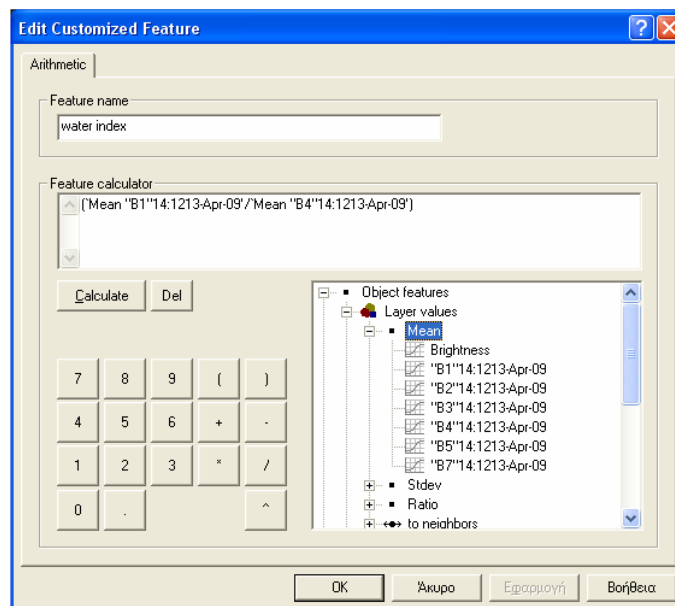 Edit Customized Feature
?
X
Arithmetic
Feature name
water index
Feature calculator
(`Mean "B1"14:1213-Apr-09'/`Mean "B4"14:1213-Apr-09')
Calculate Del
7 8 9 ( )
4 5 6 + -
1 2 3 * /
0 . ^
Object features
Layer values
Mean
Brightness
"B1"14:1213-Apr-09
"B2"14:1213-Apr-09
"B3"14:1213-Apr-09
"B4"14:1213-Apr-09
"B5"14:1213-Apr-09
"B7"14:1213-Apr-09
Stdev
Ratio
to neighbors
OK Άκυρο Εφαρμογή Βοήθεια